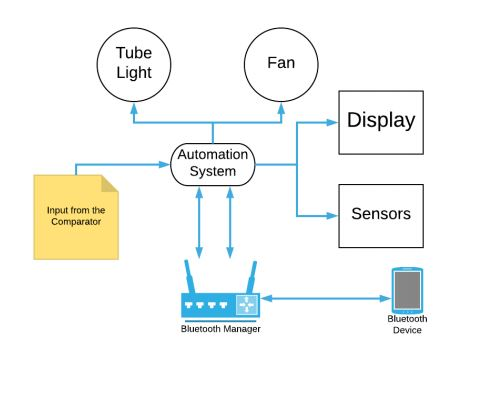 Tube
Light
Fan
Display
Automation
System
Input from the
Comparator
Sensors
Bluetooth Manager
Bluetooth
Device